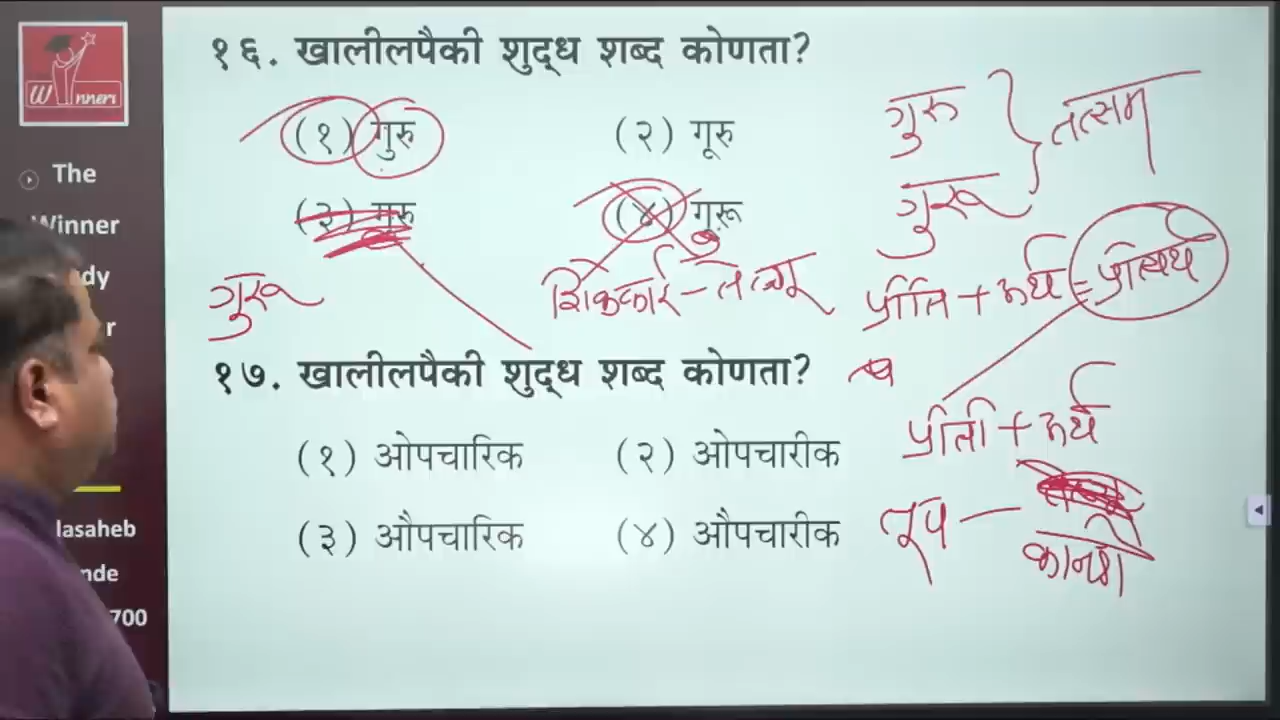 Winners
The
Winner
dy
r
lasaheb
nde
700
१६. खालीलपैकी शुद्ध शब्द कोणता?
(१) गुरु (२) गूरु
(३) गुरु (४) गुरू
गुरु
गुरू
तत्सम
गुरू
१७. खालीलपैकी शुद्ध शब्द कोणता?
(१) ओपचारिक (२) ओपचारीक
(३) औपचारिक (४) औपचारीक
प्रीति + अर्थ = प्रीत्यर्थ
प्रीती + अर्थ
तूप –